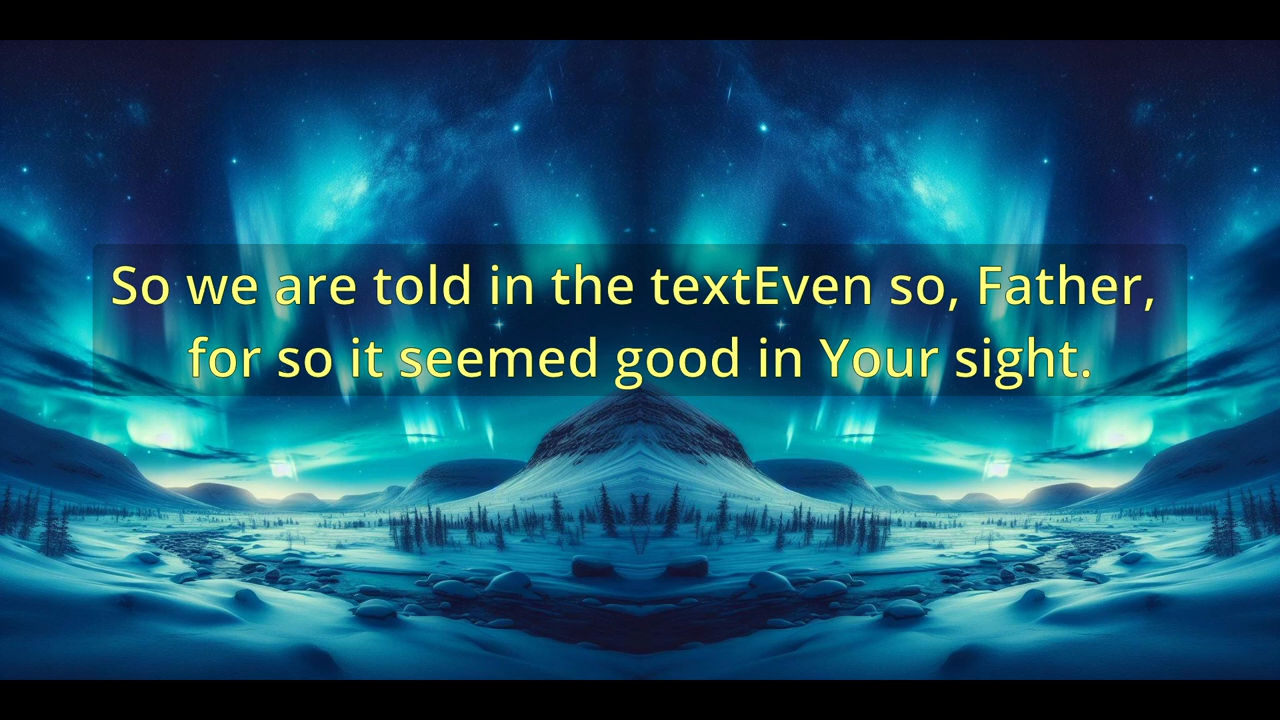 So we are told in the textEven so, Father,
for so it seemed good in Your sight.